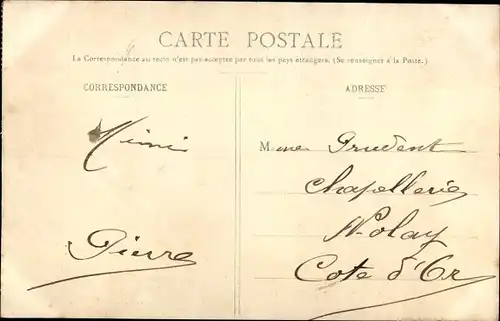 CARTE POSTALE
La Correspondance au recto n'est pas acceptée par tous les pays étrangers. (Se renseigner à la Poste.)
CORRESPONDANCE
ADRESSE
Mimi
Pierre
Mme Prudent
Chapellerie
Nolay
Cote d'Or